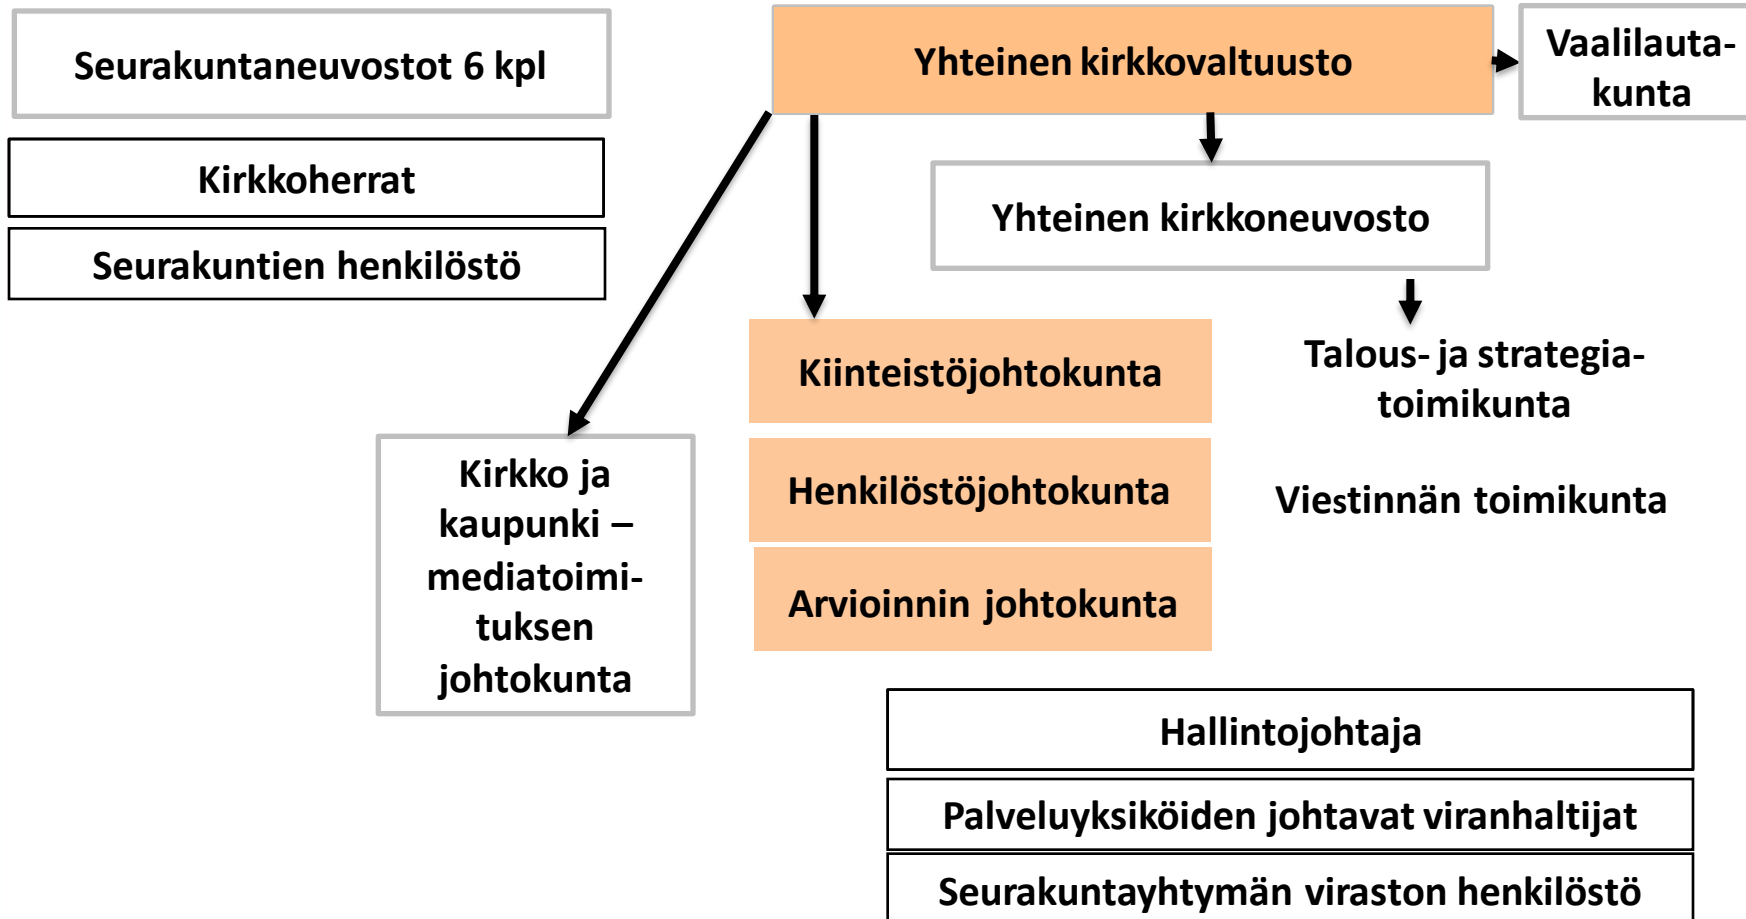 Seurakuntaneuvostot 6 kpl
Kirkkoherrat
Seurakuntien henkilöstö
Yhteinen kirkkovaltuusto
Vaalilauta-
kunta
Yhteinen kirkkoneuvosto
Kiinteistöjohtokunta
Henkilöstöjohtokunta
Arvioinnin johtokunta
Talous- ja strategia-
toimikunta
Viestinnän toimikunta
Kirkko ja
kaupunki –
mediatoimi-
tuksen
johtokunta
Hallintojohtaja
Palveluyksiköiden johtavat viranhaltijat
Seurakuntayhtymän viraston henkilöstö